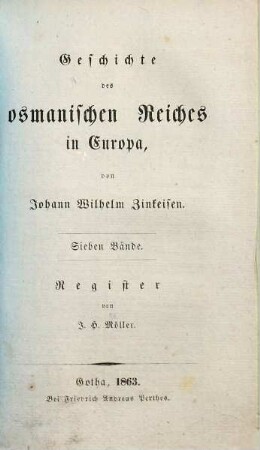 Geschichte
des
osmanischen Reiches
in Europa,
von
Johann Wilhelm Zinkeisen.
Sieben Bände.
Register
von
J. H. Möller.
Gotha, 1863.
Bei Friedrich Andreas Perthes.